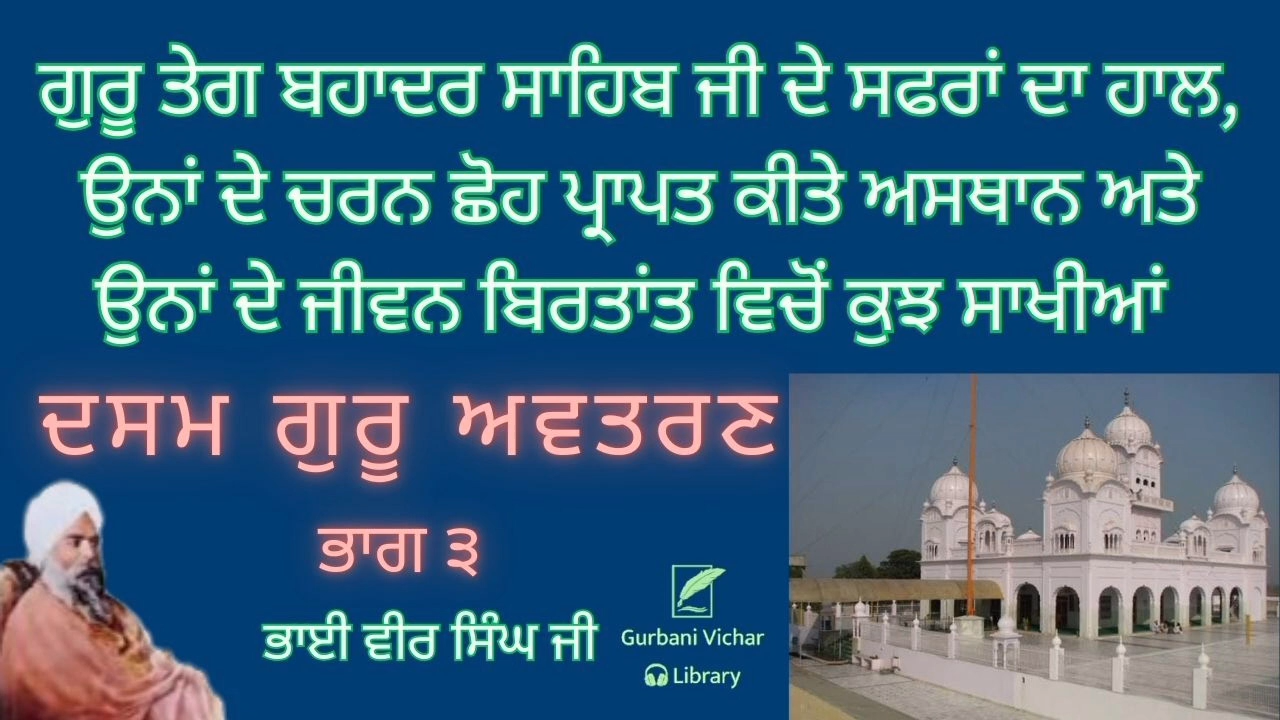 ਗੁਰੂ ਤੇਗ ਬਹਾਦਰ ਸਾਹਿਬ ਜੀ ਦੇ ਸਫਰਾਂ ਦਾ ਹਾਲ,
ਉਨਾਂ ਦੇ ਚਰਨ ਛੋਹ ਪ੍ਰਾਪਤ ਕੀਤੇ ਅਸਥਾਨ ਅਤੇ
ਉਨਾਂ ਦੇ ਜੀਵਨ ਬਿਰਤਾਂਤ ਵਿਚੋਂ ਕੁਝ ਸਾਖੀਆਂ
ਦਸਮ ਗੁਰੂ ਅਵਤਰਣ
ਭਾਗ ੩
ਭਾਈ ਵੀਰ ਸਿੰਘ ਜੀ
Gurbani Vichar
Library